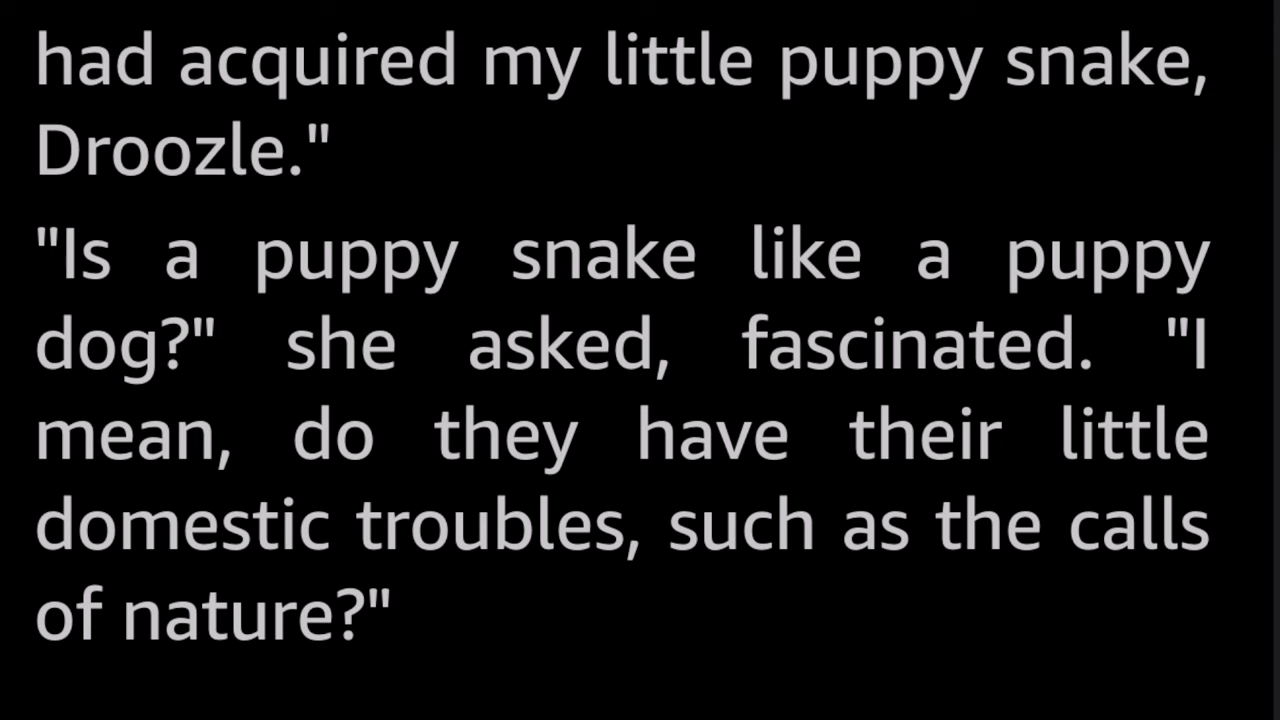 had acquired my little puppy snake,
Droozle."
"Is a puppy snake like a puppy
dog?" she asked, fascinated. "I
mean, do they have their little
domestic troubles, such as the calls
of nature?"